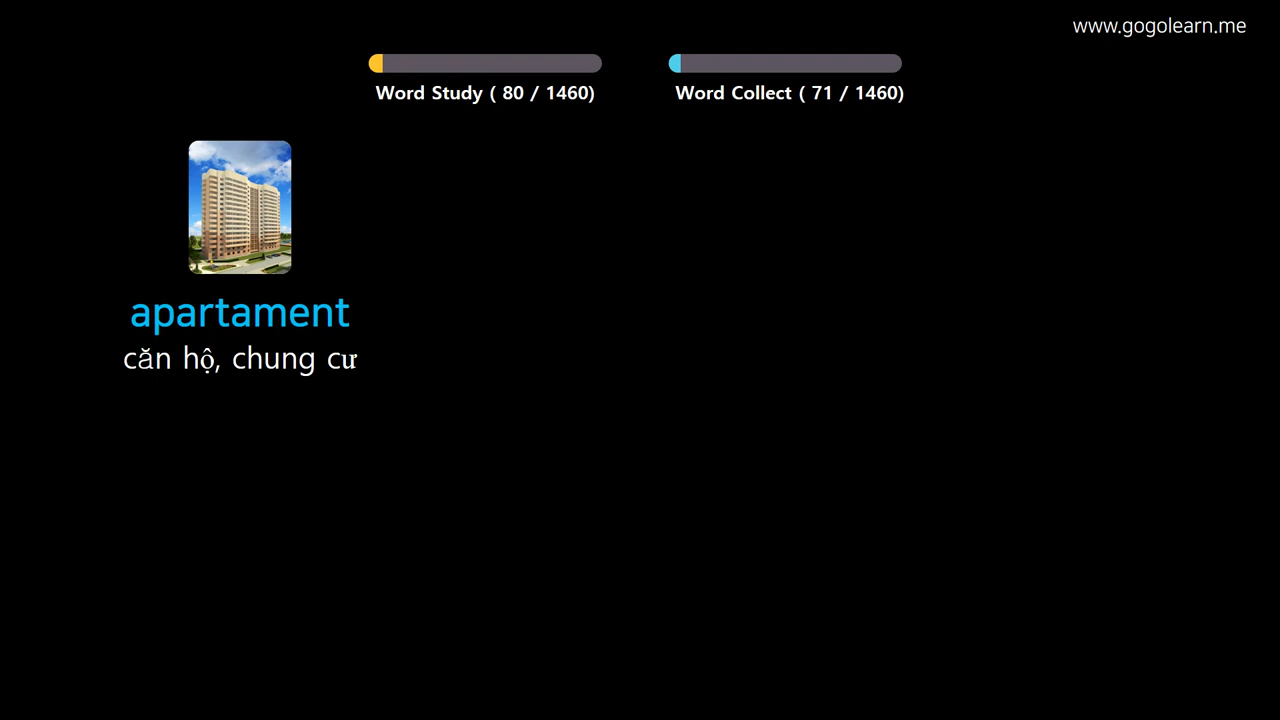 www.gogolearn.me
Word Study ( 80 / 1460)
Word Collect ( 71 / 1460)
apartament
căn hộ, chung cư